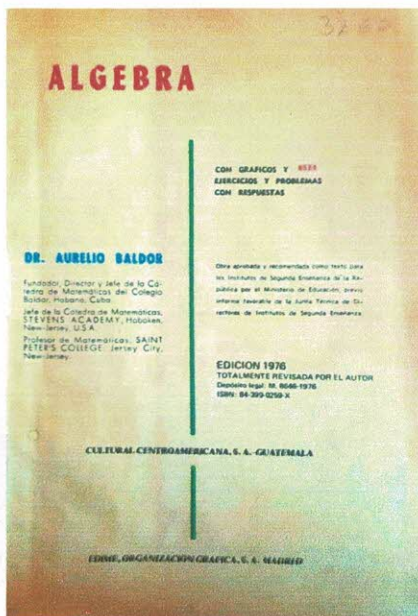 ALGEBRA
CON GRAFICOS Y
EJERCICIOS Y PROBLEMAS
CON RESPUESTAS
DR. AURELIO BALDOR
Fundador, Director y Jefe de la Cá-
tedra de Matemáticas del Colegio
Baldor, Habana, Cuba.
Jefe de la Cátedra de Matemáticas,
STEVENS ACADEMY, Hoboken,
New-Jersey, U.S.A.
Profesor de Matemáticas, SAINT
PETER'S COLLEGE. Jersey City,
New-Jersey.
Obra aprobada y recomendada como texto para
los Institutos de Segunda Enseñanza de la Re-
pública por el Ministerio de Educación, previo
informe favorable de la Junta Técnica de Di-
rectores de Institutos de Segunda Enseñanza.
EDICION 1976
TOTALMENTE REVISADA POR EL AUTOR
Depósito legal: M. 8646-1976
ISBN: 84-399-0259-X
CULTURAL CENTROAMERICANA, S. A.-GUATEMALA
EDIME, ORGANIZACION GRAFICA, S. A. MADRID